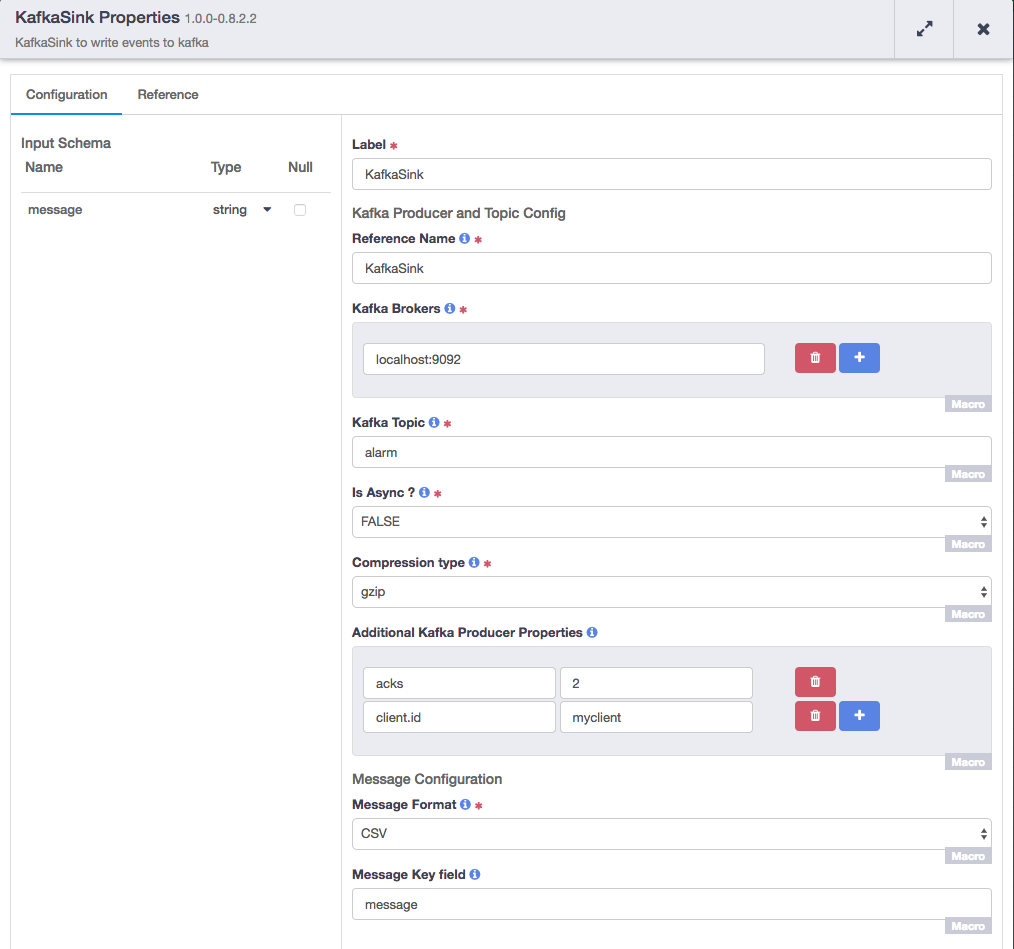 KafkaSink Properties 1.0.0-0.8.2.2
KafkaSink to write events to kafka
Configuration Reference
Input Schema
Name Type Null
message string
Label *
KafkaSink
Kafka Producer and Topic Config
Reference Name *
KafkaSink
Kafka Brokers *
localhost:9092
Macro
Kafka Topic *
alarm
Macro
Is Async ? *
FALSE
Macro
Compression type *
gzip
Macro
Additional Kafka Producer Properties
acks 2
client.id myclient
Macro
Message Configuration
Message Format *
CSV
Macro
Message Key field
message
Macro